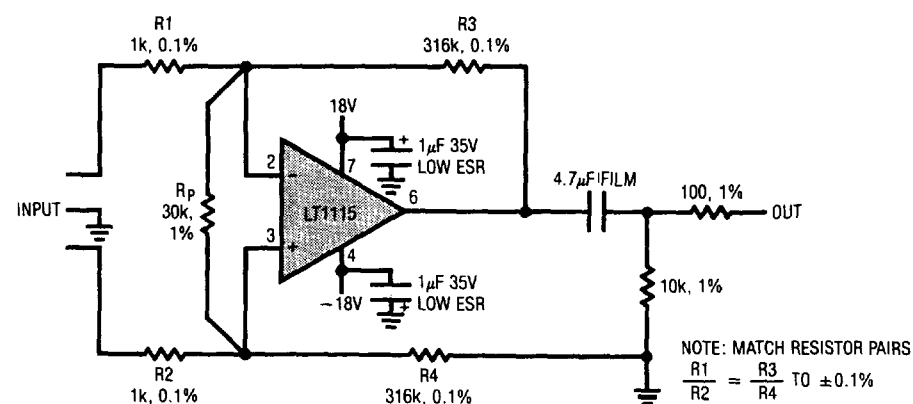 R1
1k, 0.1%
R3
316k, 0.1%
18V
+
1μF 35V
LOW ESR
2
7
−
4.7μF FILM
6
100, 1%
INPUT
RP
30k,
1%
LT1115
OUT
3
+
4
1μF 35V
LOW ESR
+
−18V
10k, 1%
R2
1k, 0.1%
R4
316k, 0.1%
NOTE: MATCH RESISTOR PAIRS
R1/R2 = R3/R4 TO ±0.1%